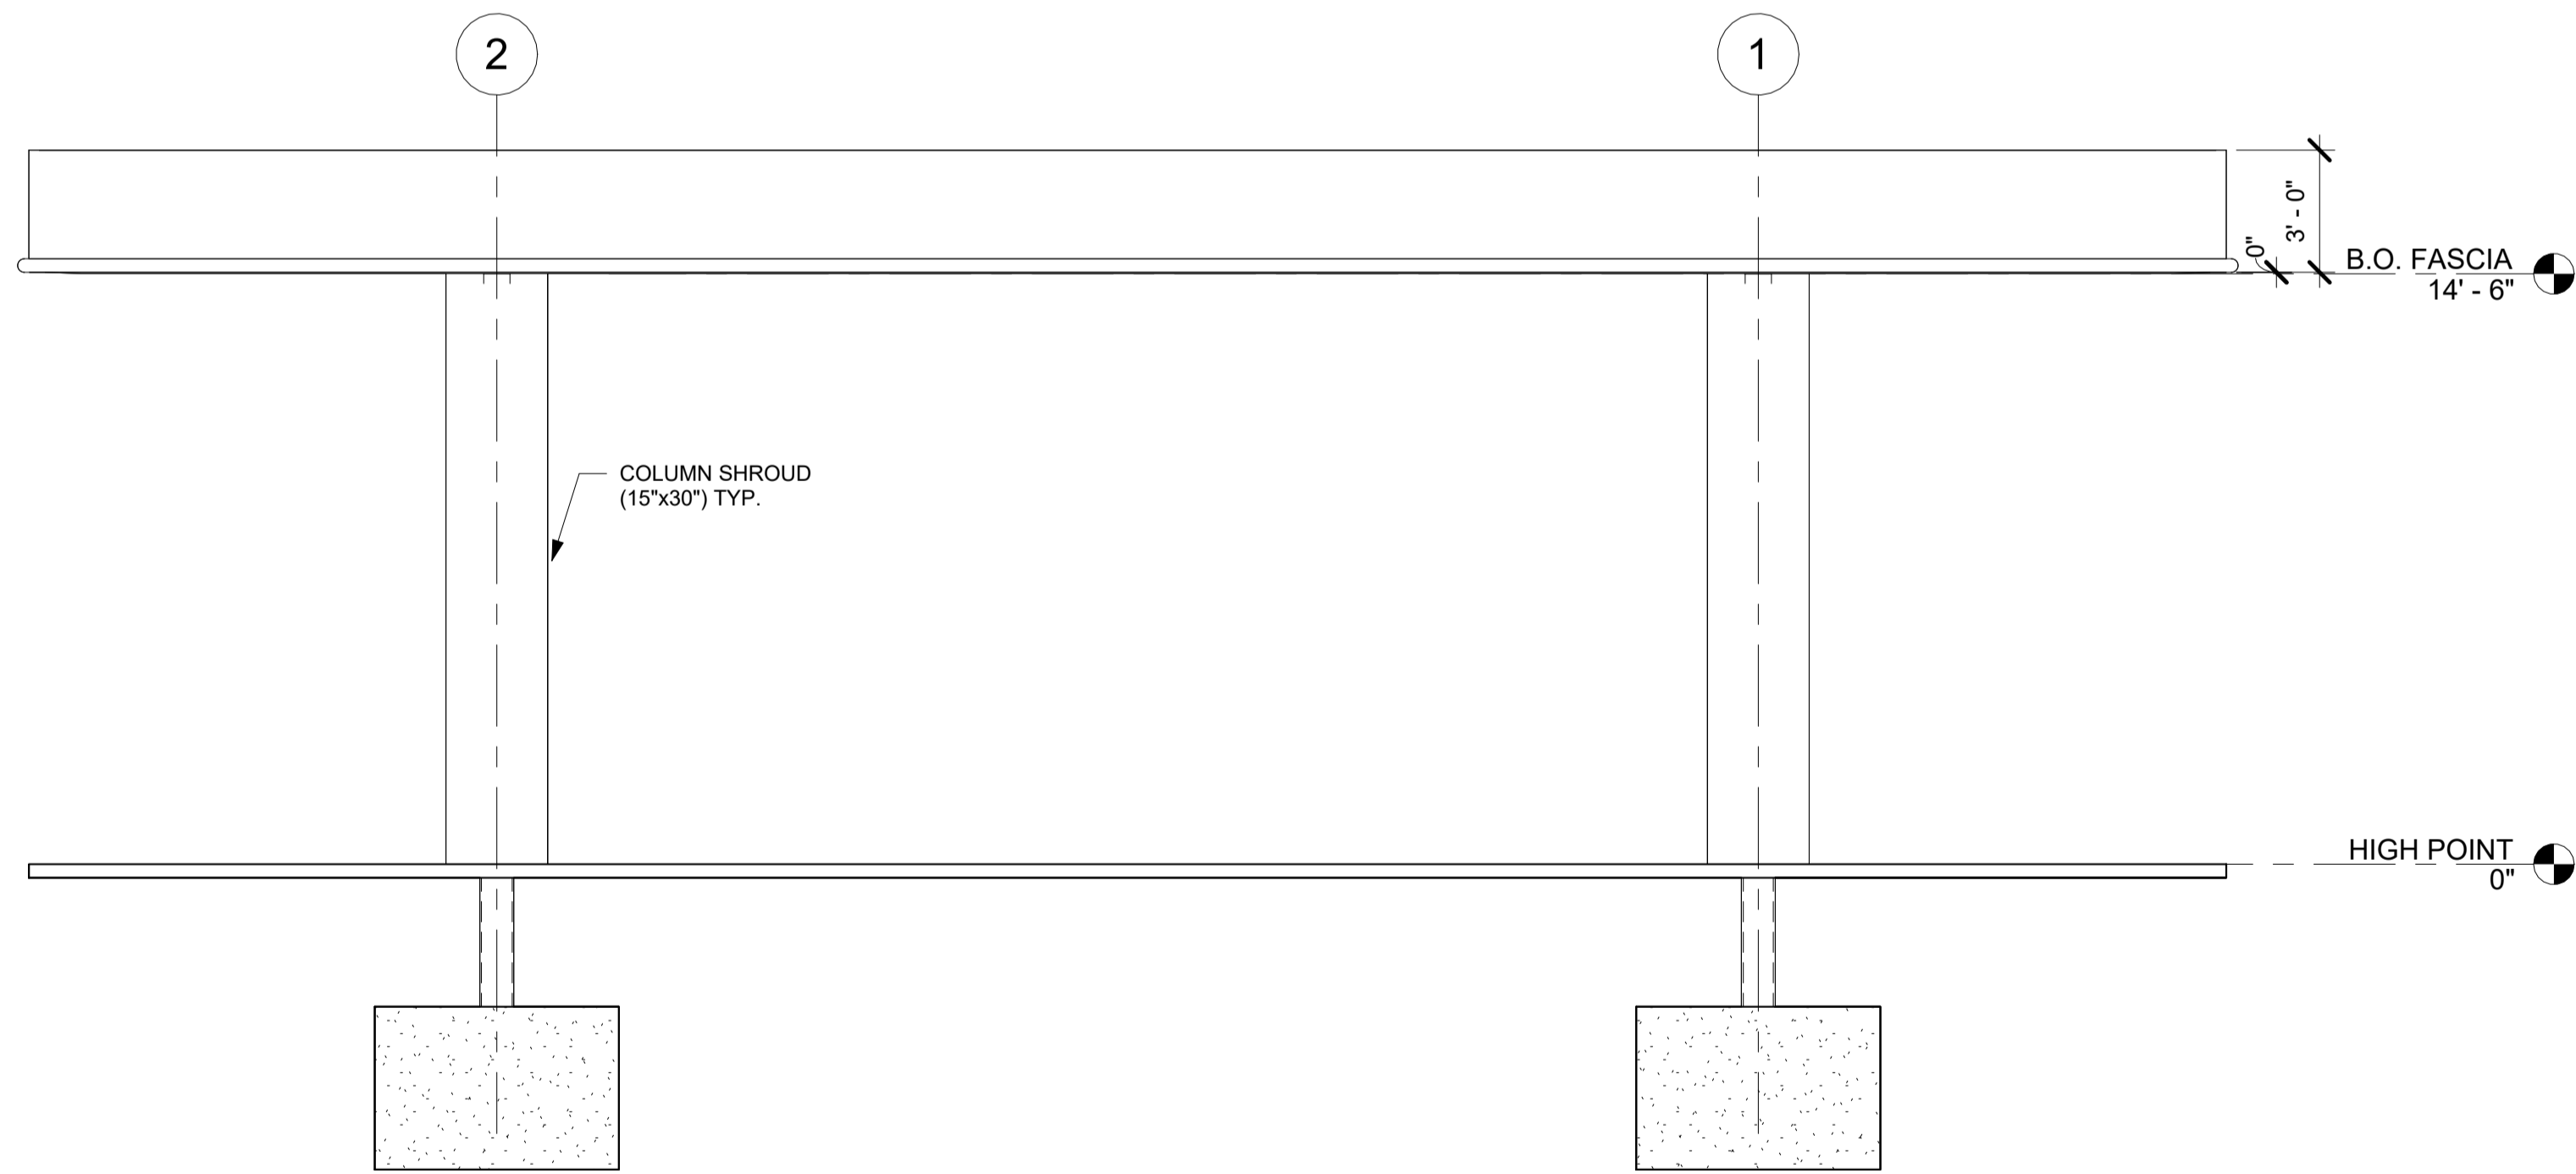 2
1
3' - 0"
0"
B.O. FASCIA
14' - 6"
COLUMN SHROUD
(15"x30") TYP.
HIGH POINT
0"